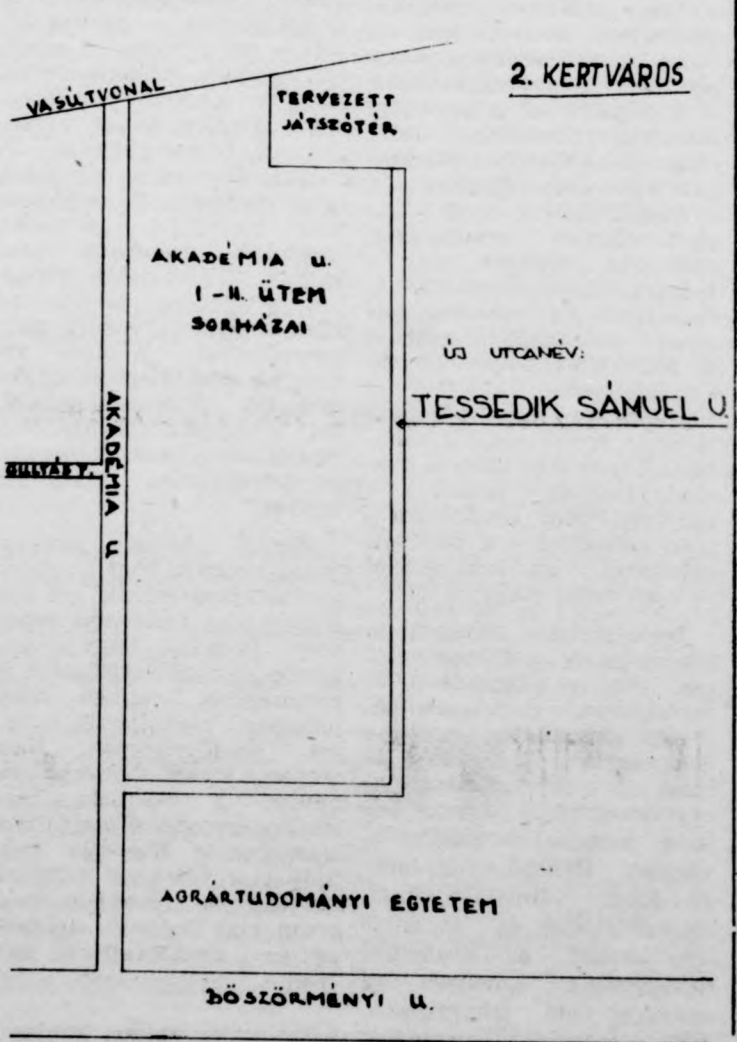 2. KERTVÁROS
VASÚTVONAL
TERVEZETT
JÁTSZÓTÉR
AKADÉMIA u.
I-II. ÜTEM
SORHÁZAI
ÚJ UTCANÉV:
TESSEDIK SÁMUEL U.
AKADÉMIA u
AGRÁRTUDOMÁNYI EGYETEM
BÖSZÖRMÉNYI u.